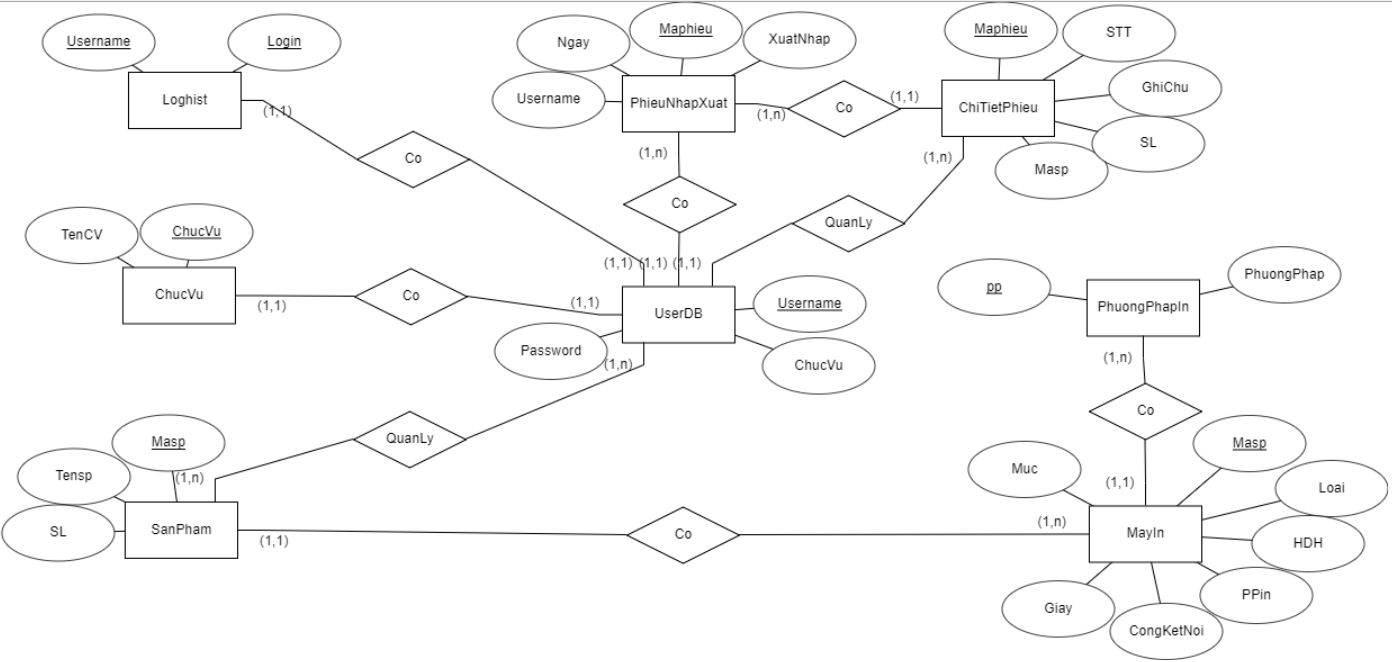 Username
Login
Loghist
(1,1)
Co
Ngay
Maphieu
XuatNhap
Username
PhieuNhapXuat
(1,n)
Co
(1,1)
Maphieu
STT
GhiChu
SL
Masp
ChiTietPhieu
(1,n)
Co
(1,n)
QuanLy
TenCV
ChucVu
ChucVu
(1,1)
Co
(1,1)
(1,1)
(1,1)
(1,1)
UserDB
Username
Password
ChucVu
(1,n)
pp
PhuongPhap
PhuongPhapIn
(1,n)
Co
(1,1)
QuanLy
Masp
Tensp
(1,n)
SL
SanPham
(1,1)
Co
(1,n)
Muc
Masp
Loai
MayIn
HDH
PPin
Giay
CongKetNoi